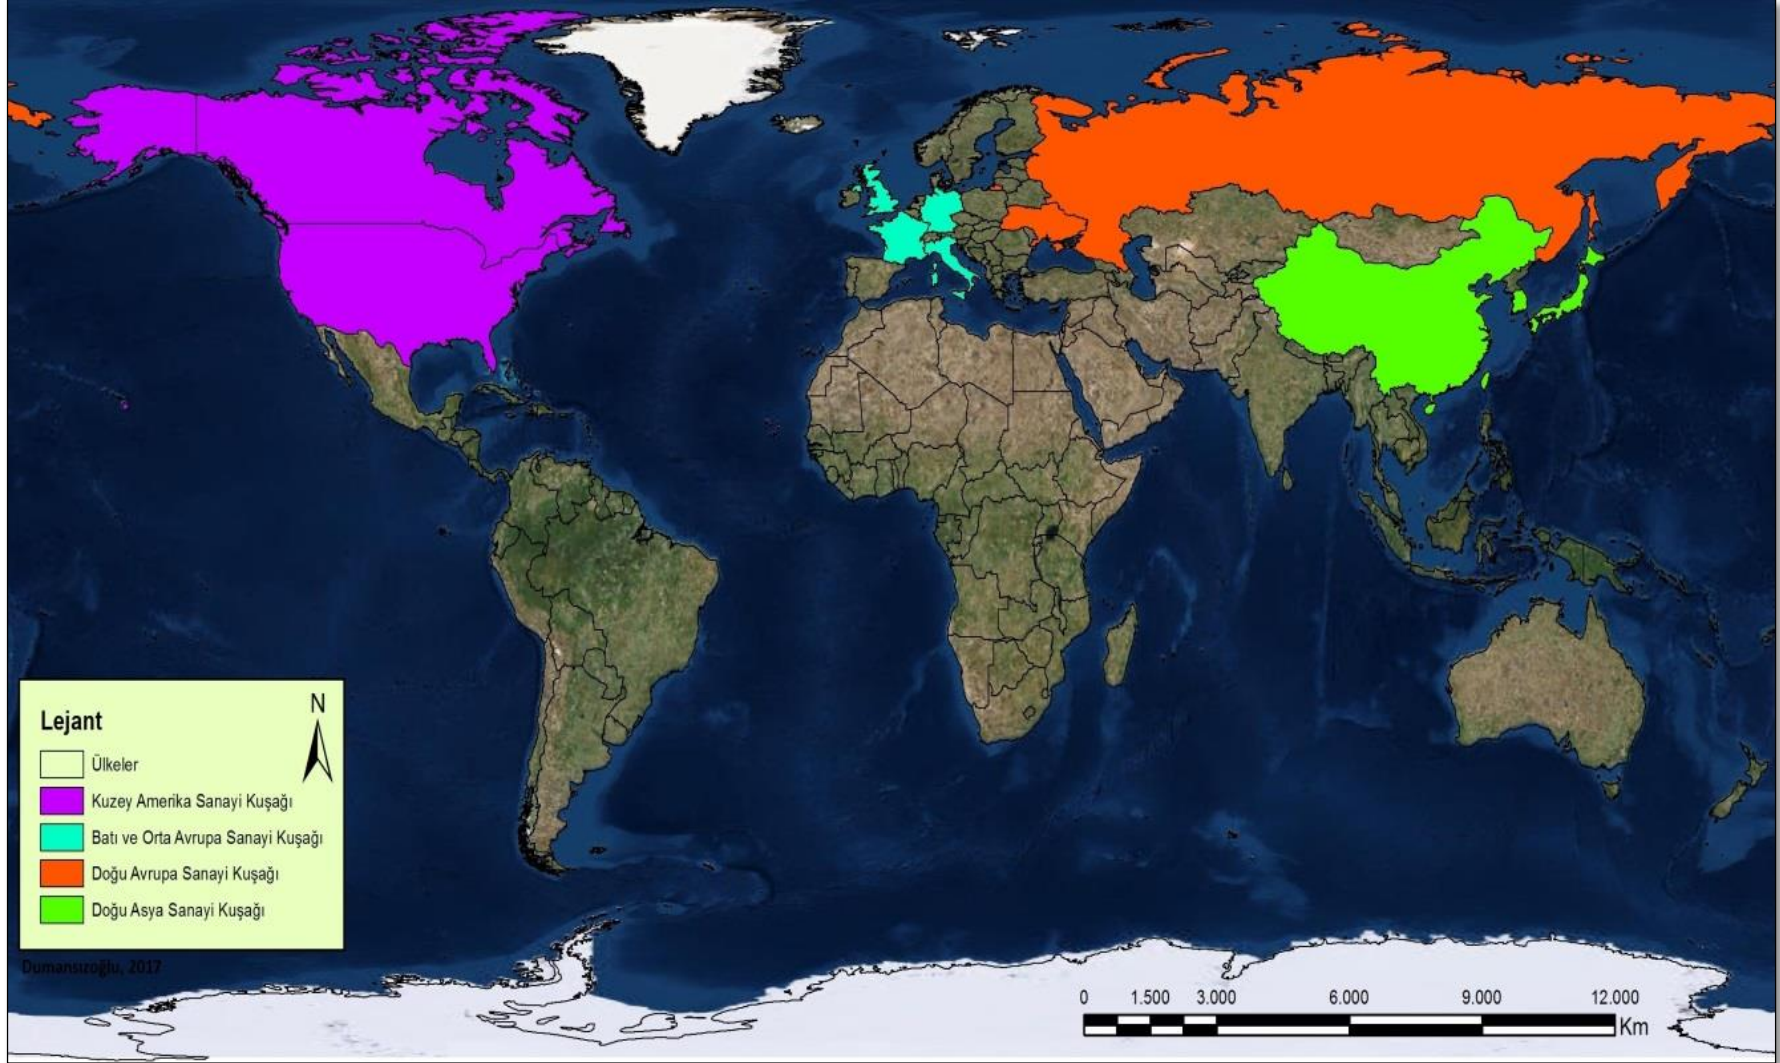 Lejant
N
Ülkeler
Kuzey Amerika Sanayi Kuşağı
Batı ve Orta Avrupa Sanayi Kuşağı
Doğu Avrupa Sanayi Kuşağı
Doğu Asya Sanayi Kuşağı
Dumansızoğlu, 2017
0 1.500 3.000 6.000 9.000 12.000
Km